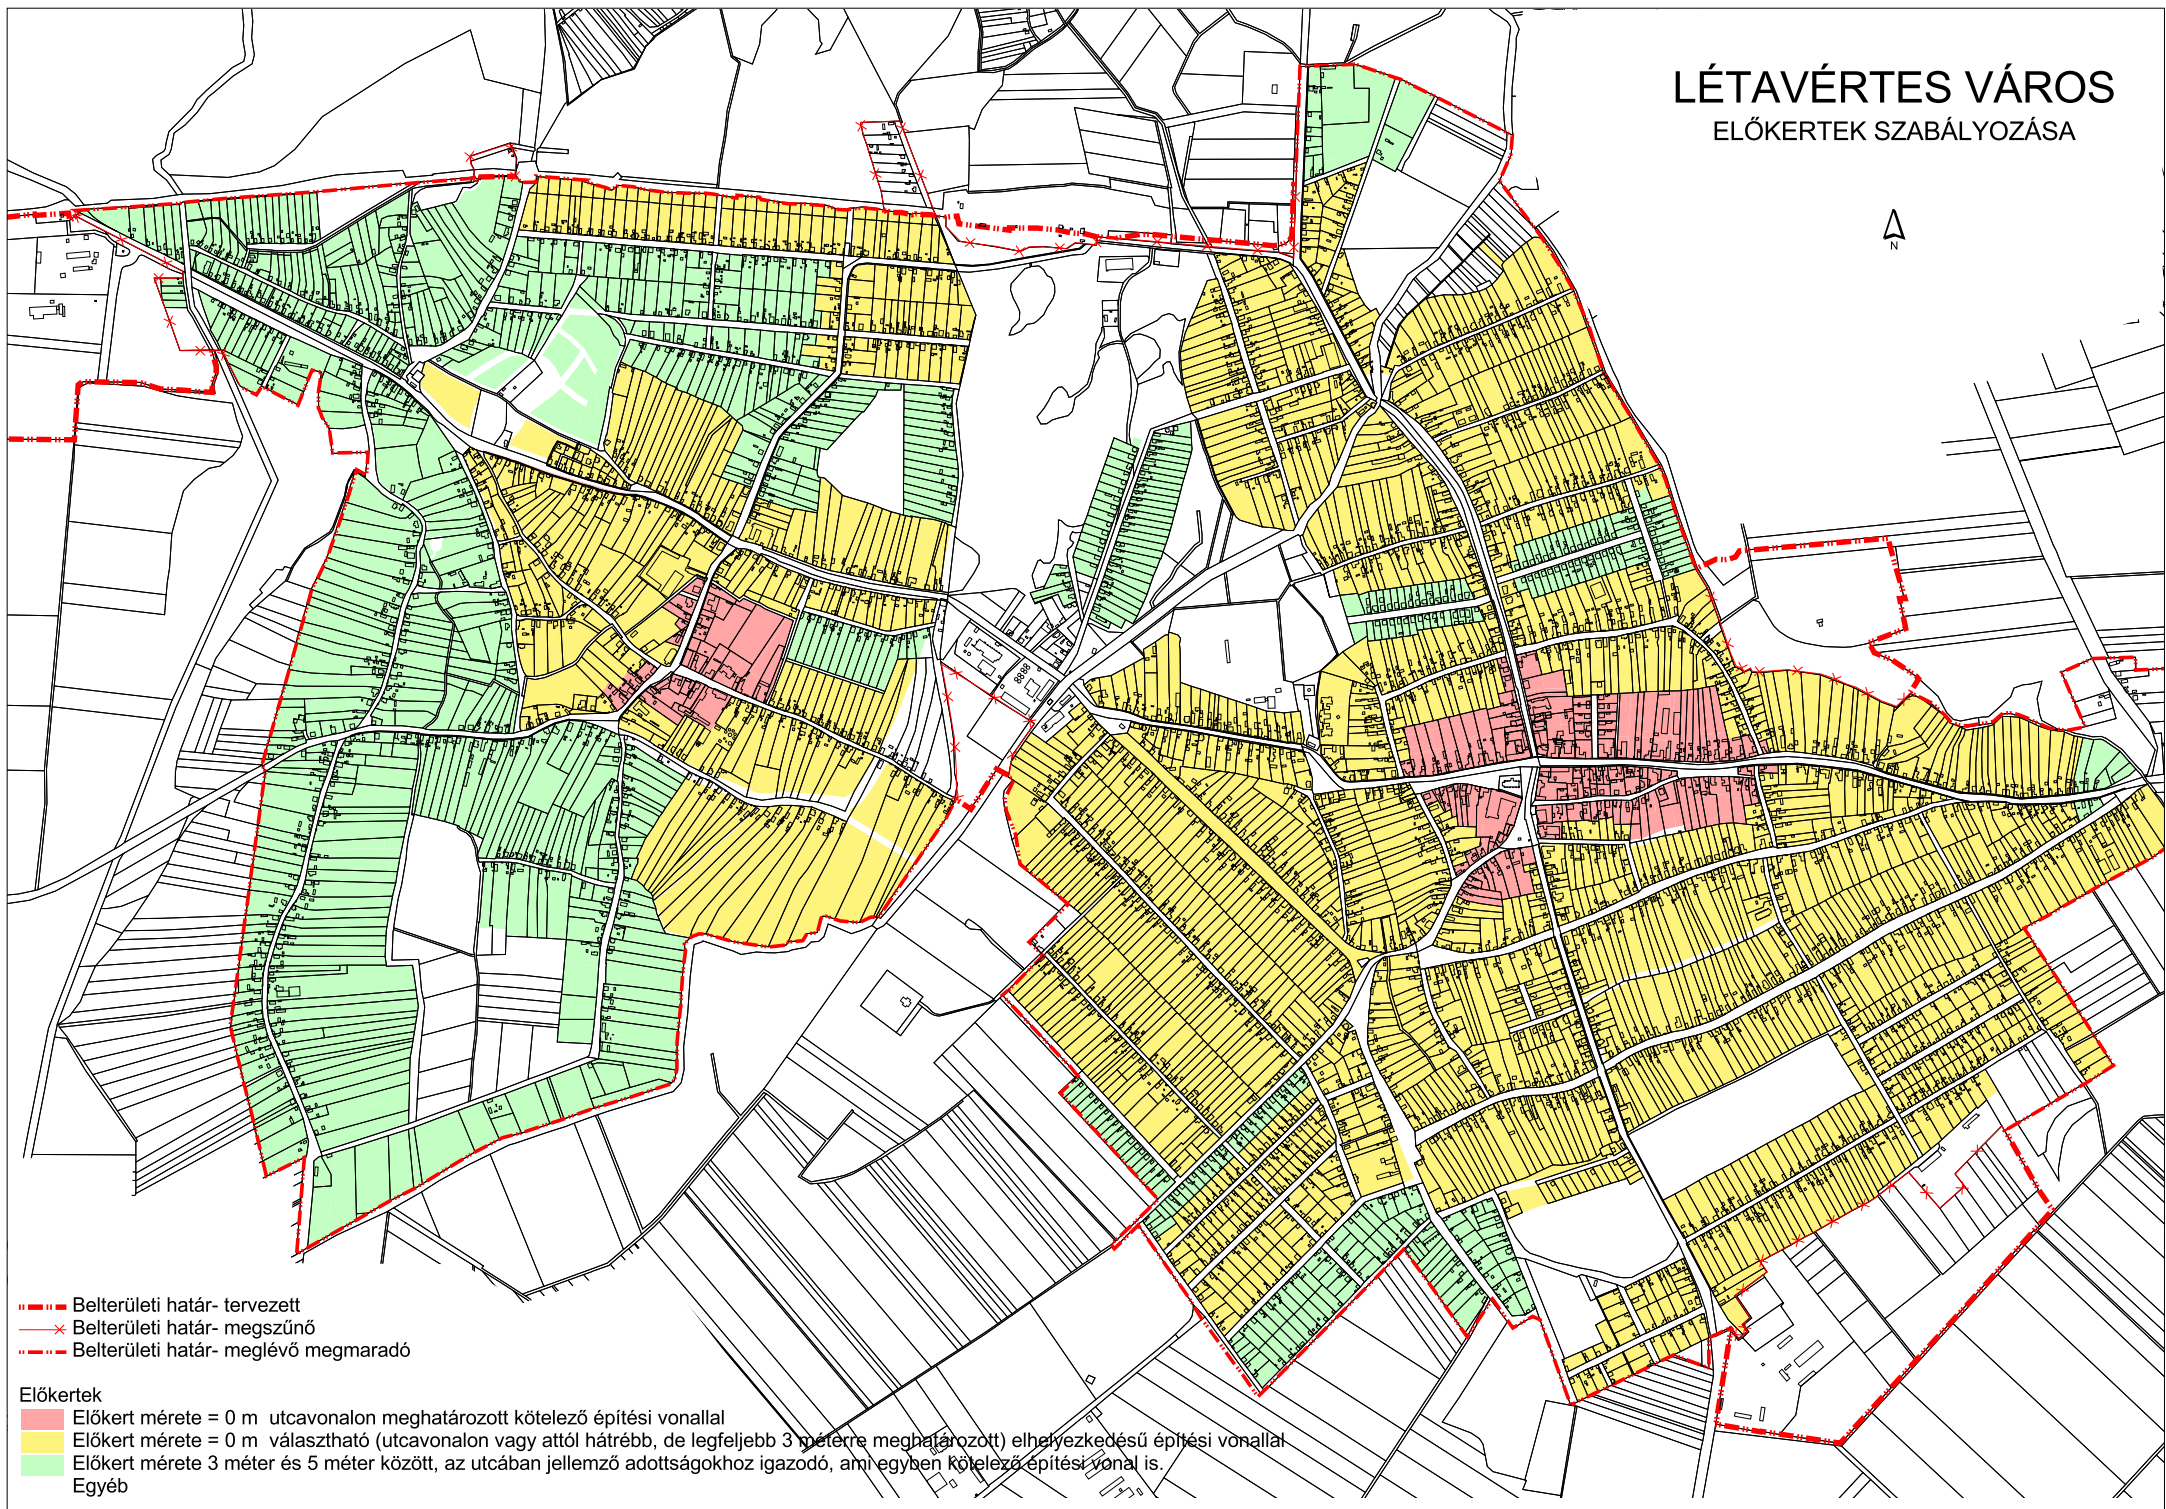 LÉTAVÉRTES VÁROS
ELŐKERTEK SZABÁLYOZÁSA
N
Belterületi határ- tervezett
Belterületi határ- megszűnő
Belterületi határ- meglévő megmaradó
Előkertek
Előkert mérete = 0 m utcavonalon meghatározott kötelező építési vonallal
Előkert mérete = 0 m választható (utcavonalon vagy attól hátrébb, de legfeljebb 3 méterre meghatározott) elhelyezkedésű építési vonallal
Előkert mérete 3 méter és 5 méter között, az utcában jellemző adottságokhoz igazodó, ami egyben kötelező építési vonal is.
Egyéb